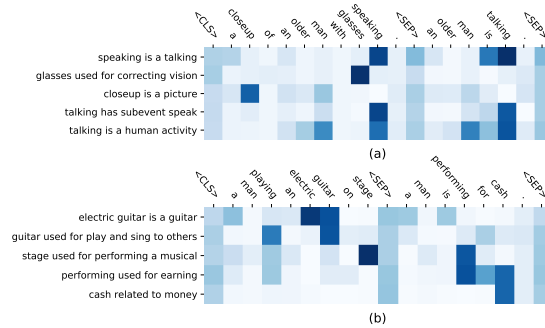 <CLS> a closeup of an older man with glasses speaking . <SEP> an older man is talking . <SEP>
speaking is a talking
glasses used for correcting vision
closeup is a picture
talking has subevent speak
talking is a human activity
(a)
<CLS> a man playing an electric guitar on stage <SEP> a man is performing for cash . <SEP>
electric guitar is a guitar
guitar used for play and sing to others
stage used for performing a musical
performing used for earning
cash related to money
(b)